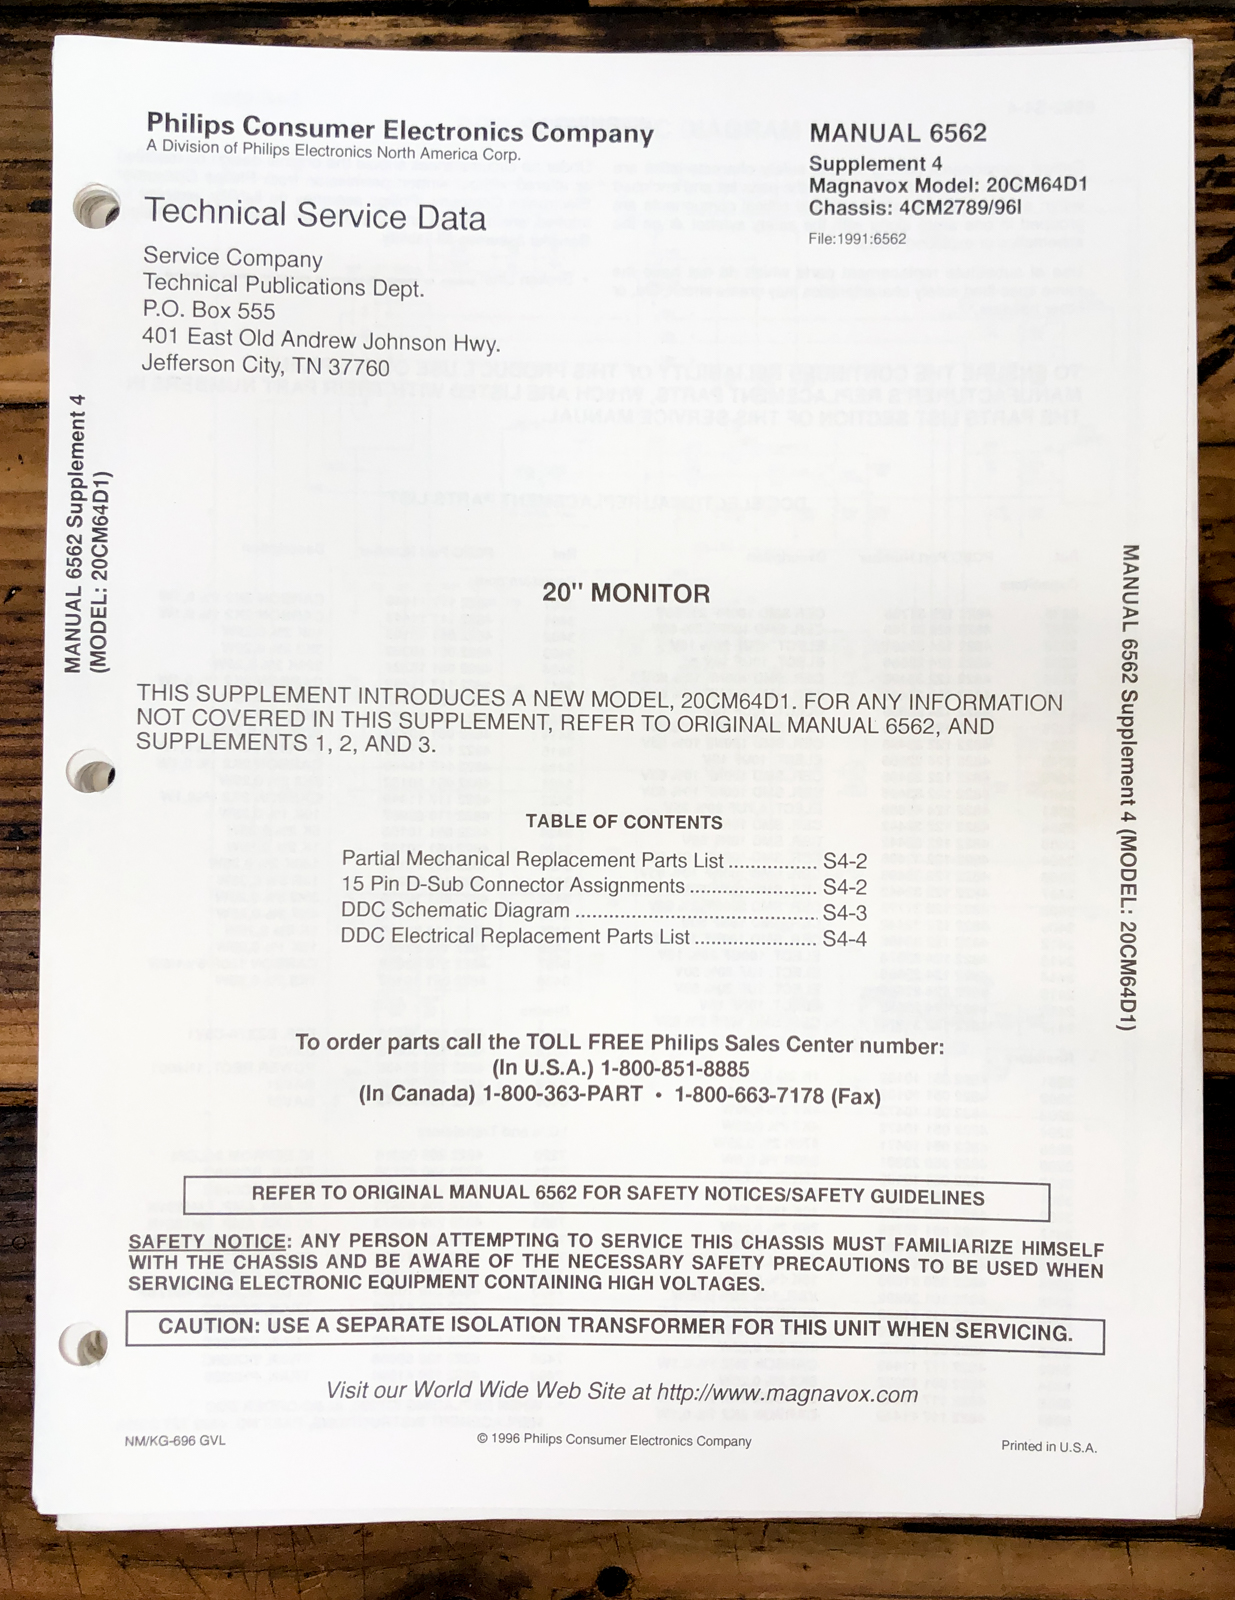 Philips Consumer Electronics Company
A Division of Philips Electronics North America Corp.
Technical Service Data
Service Company
Technical Publications Dept.
P.O. Box 555
401 East Old Andrew Johnson Hwy.
Jefferson City, TN 37760
MANUAL 6562
Supplement 4
Magnavox Model: 20CM64D1
Chassis: 4CM2789/96I
File:1991:6562
MANUAL 6562 Supplement 4
(MODEL: 20CM64D1)
MANUAL 6562 Supplement 4 (MODEL: 20CM64D1)
20" MONITOR
THIS SUPPLEMENT INTRODUCES A NEW MODEL, 20CM64D1. FOR ANY INFORMATION
NOT COVERED IN THIS SUPPLEMENT, REFER TO ORIGINAL MANUAL 6562, AND
SUPPLEMENTS 1, 2, AND 3.
TABLE OF CONTENTS
Partial Mechanical Replacement Parts List ............... S4-2
15 Pin D-Sub Connector Assignments ...................... S4-2
DDC Schematic Diagram ......................................... S4-3
DDC Electrical Replacement Parts List ..................... S4-4
To order parts call the TOLL FREE Philips Sales Center number:
(In U.S.A.) 1-800-851-8885
(In Canada) 1-800-363-PART • 1-800-663-7178 (Fax)
REFER TO ORIGINAL MANUAL 6562 FOR SAFETY NOTICES/SAFETY GUIDELINES
SAFETY NOTICE: ANY PERSON ATTEMPTING TO SERVICE THIS CHASSIS MUST FAMILIARIZE HIMSELF
WITH THE CHASSIS AND BE AWARE OF THE NECESSARY SAFETY PRECAUTIONS TO BE USED WHEN
SERVICING ELECTRONIC EQUIPMENT CONTAINING HIGH VOLTAGES.
CAUTION: USE A SEPARATE ISOLATION TRANSFORMER FOR THIS UNIT WHEN SERVICING.
Visit our World Wide Web Site at http://www.magnavox.com
NM/KG-696 GVL
© 1996 Philips Consumer Electronics Company
Printed in U.S.A.